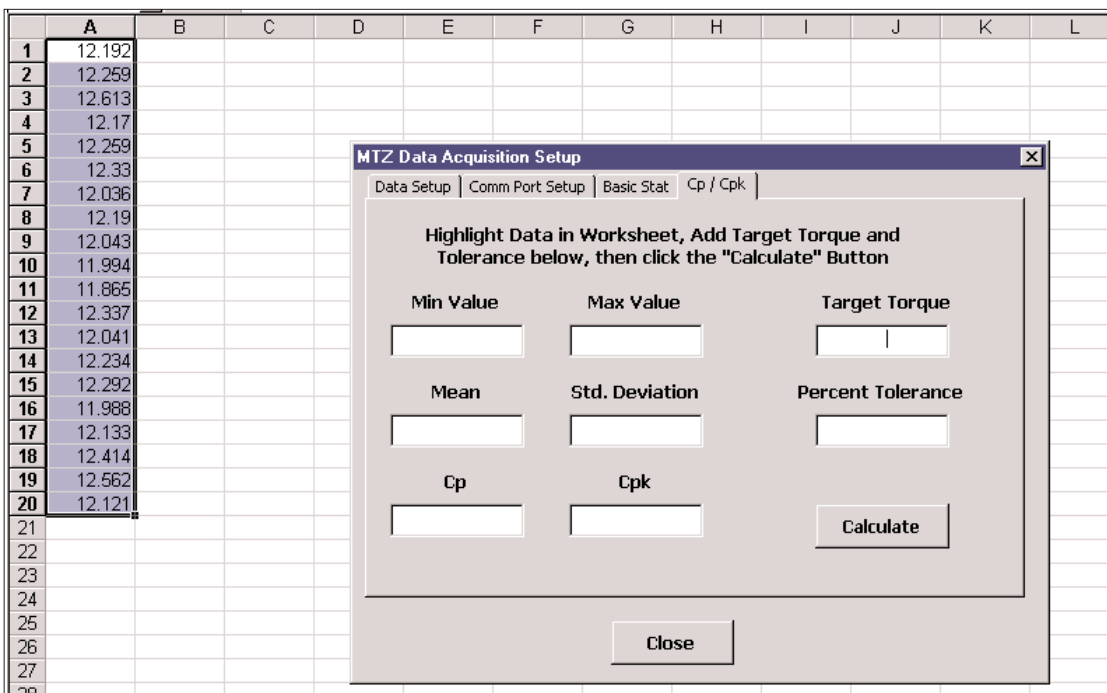 A B C D E F G H I J K L
1 12.192
2 12.259
3 12.613
4 12.17
5 12.259
6 12.33
7 12.036
8 12.19
9 12.043
10 11.994
11 11.865
12 12.337
13 12.041
14 12.234
15 12.292
16 11.988
17 12.133
18 12.414
19 12.562
20 12.121
21
22
23
24
25
26
27
28
MTZ Data Acquisition Setup
Data Setup Comm Port Setup Basic Stat Cp / Cpk
Highlight Data in Worksheet, Add Target Torque and
Tolerance below, then click the "Calculate" Button
Min Value Max Value Target Torque
Mean Std. Deviation Percent Tolerance
Cp Cpk
Calculate
Close